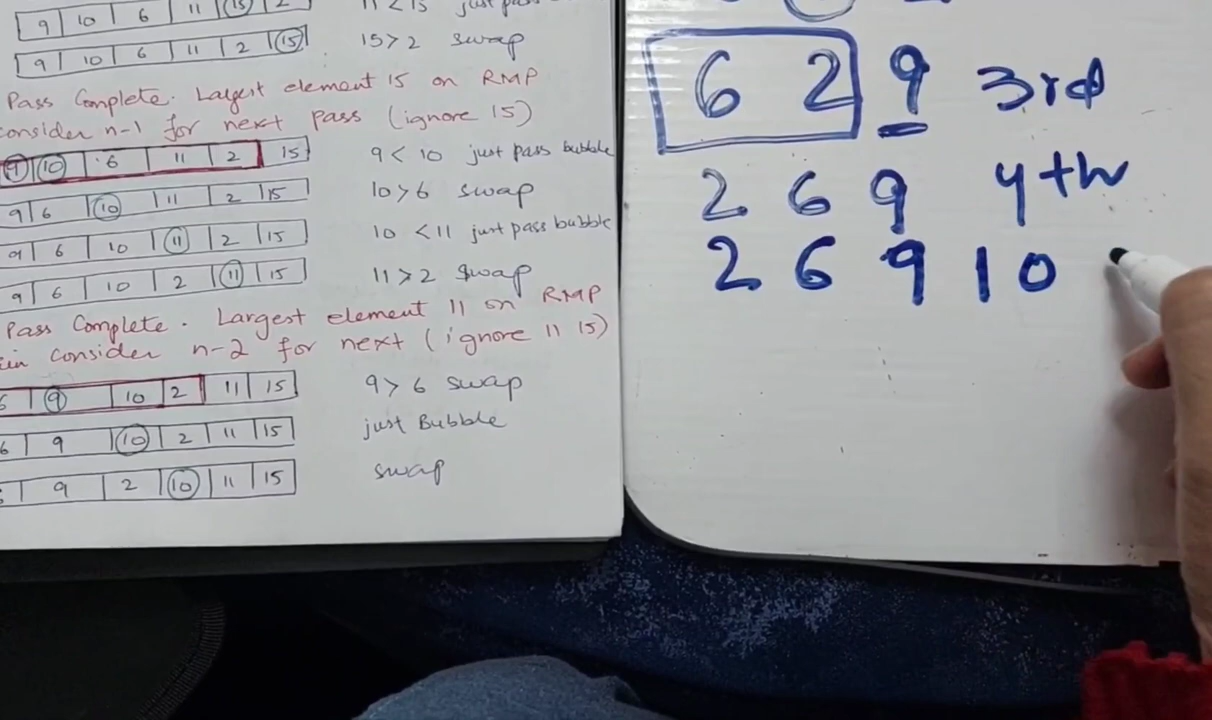 9 10 6 11 15 2
11 < 15 just pass
9 10 6 11 2 15
15 > 2 swap
Pass Complete. Largest element 15 on RMP
consider n-1 for next pass (ignore 15)
9 10 6 11 2 15
9 < 10 just pass bubble
9 6 10 11 2 15
10 > 6 swap
9 6 10 11 2 15
10 < 11 just pass bubble
9 6 10 2 11 15
11 > 2 swap
Pass Complete. Largest element 11 on RMP
consider n-2 for next (ignore 11 15)
6 9 10 2 11 15
9 > 6 swap
6 9 10 2 11 15
just Bubble
9 2 10 11 15
swap
6 2 9 3rd
2 6 9 4th
2 6 9 10